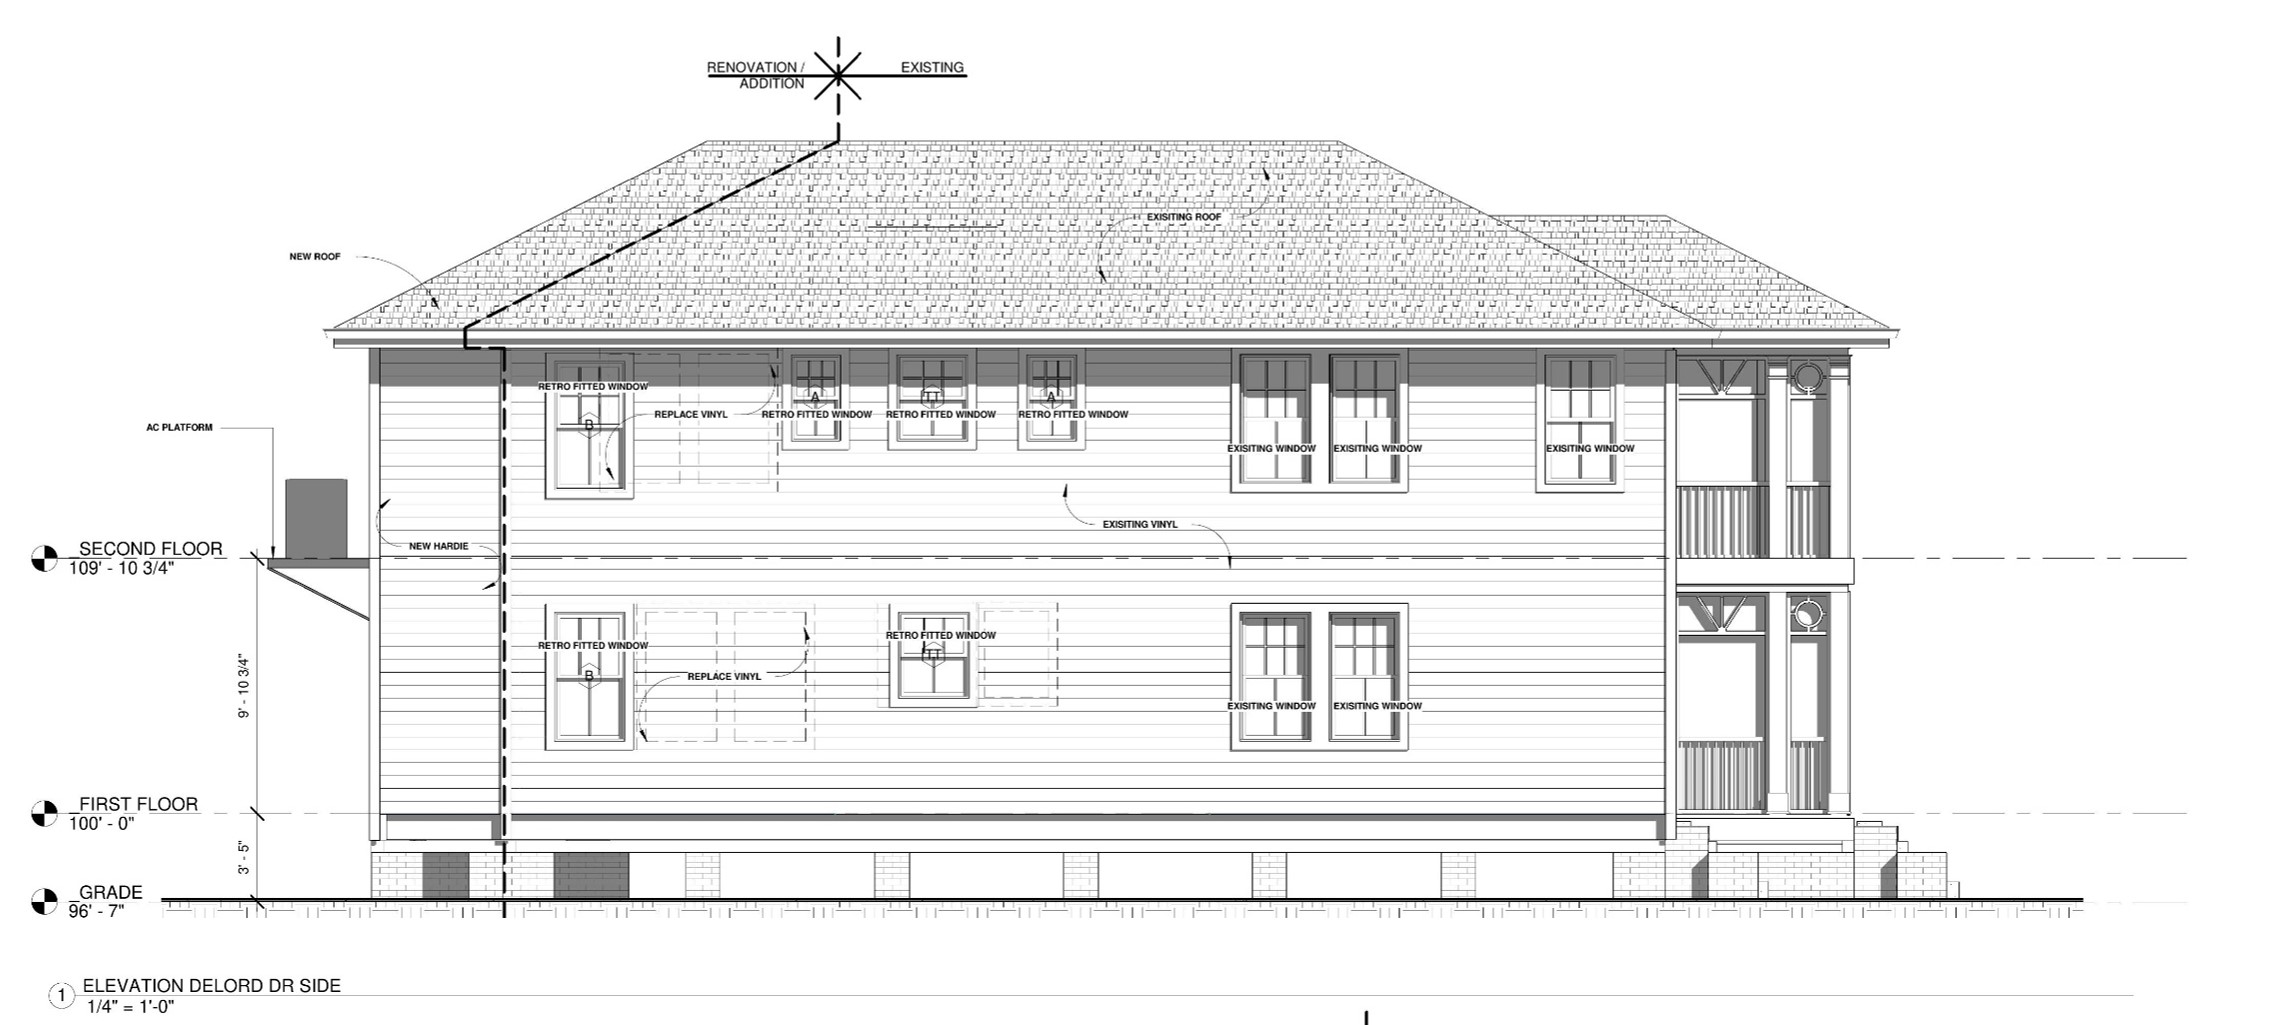 RENOVATION /
ADDITION
EXISTING
EXISITING ROOF
NEW ROOF
RETRO FITTED WINDOW
B
REPLACE VINYL
A
RETRO FITTED WINDOW
TT
RETRO FITTED WINDOW
A
RETRO FITTED WINDOW
EXISITING WINDOW
EXISITING WINDOW
EXISITING WINDOW
AC PLATFORM
EXISITING VINYL
NEW HARDIE
SECOND FLOOR
109' - 10 3/4"
RETRO FITTED WINDOW
B
REPLACE VINYL
RETRO FITTED WINDOW
TT
EXISITING WINDOW
EXISITING WINDOW
9' - 10 3/4"
FIRST FLOOR
100' - 0"
3' - 5"
GRADE
96' - 7"
1
ELEVATION DELORD DR SIDE
1/4" = 1'-0"